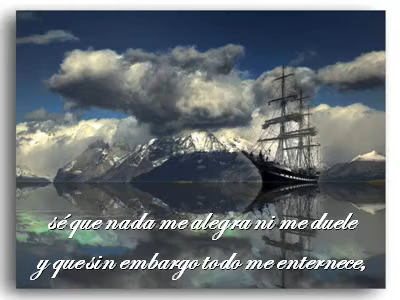 sé que nada me alegra ni me duele
y que sin embargo todo me enternece,